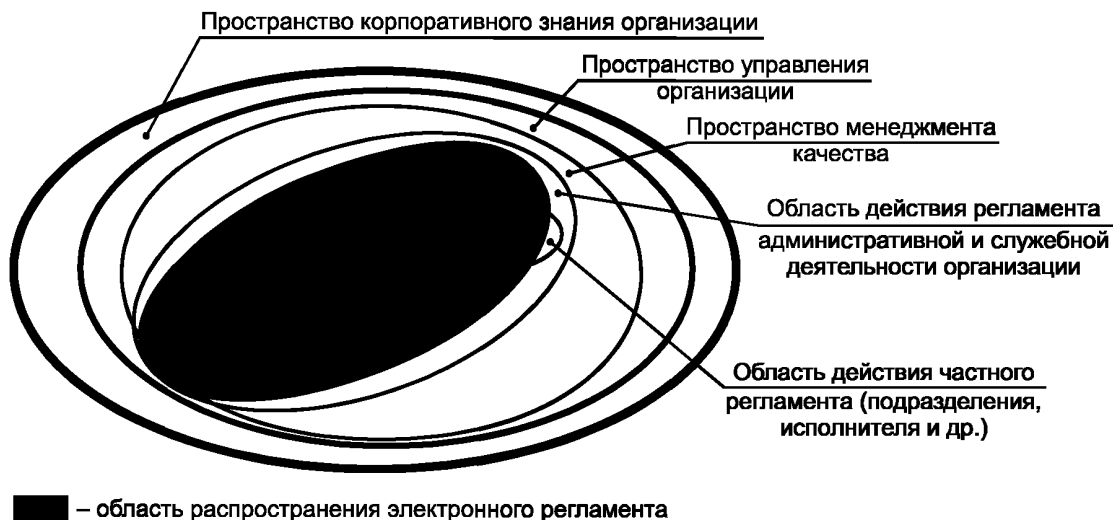 Пространство корпоративного знания организации
Пространство управления
организации
Пространство менеджмента
качества
Область действия регламента
административной и служебной
деятельности организации
Область действия частного
регламента (подразделения,
исполнителя и др.)
– область распространения электронного регламента